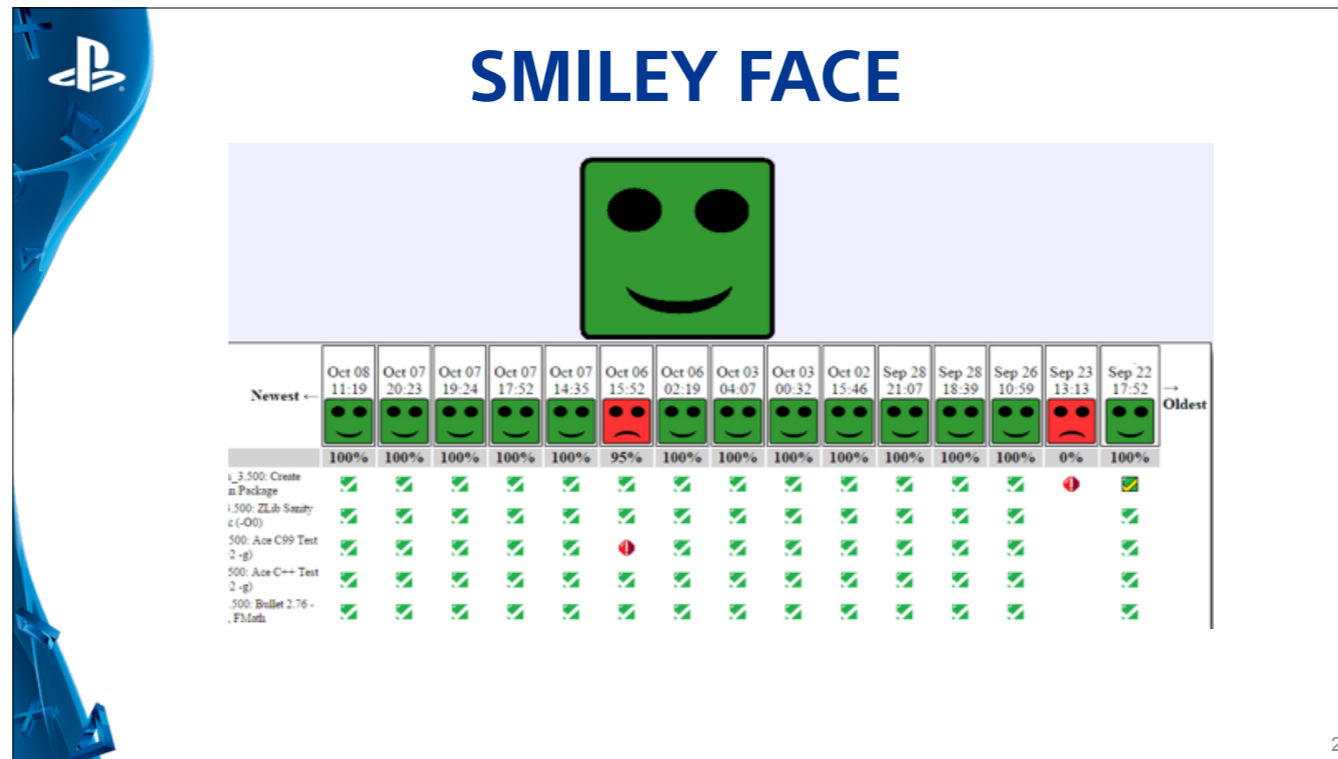 SMILEY FACE
Oct 08 Oct 07 Oct 07 Oct 07 Oct 07 Oct 06 Oct 06 Oct 03 Oct 03 Oct 02 Sep 28 Sep 28 Sep 26 Sep 23 Sep 22
Newest ← 11:19 20:23 19:24 17:52 14:35 15:52 02:19 04:07 00:32 15:46 21:07 18:39 10:59 13:13 17:52 → Oldest
100% 100% 100% 100% 100% 95% 100% 100% 100% 100% 100% 100% 100% 0% 100%
_3.500: Create
n Package
.500: ZLib Sanity
(-O0)
500: Ace C99 Test
2 -g)
500: Ace C++ Test
2 -g)
.500: Bullet 2.76 -
, FMath
2